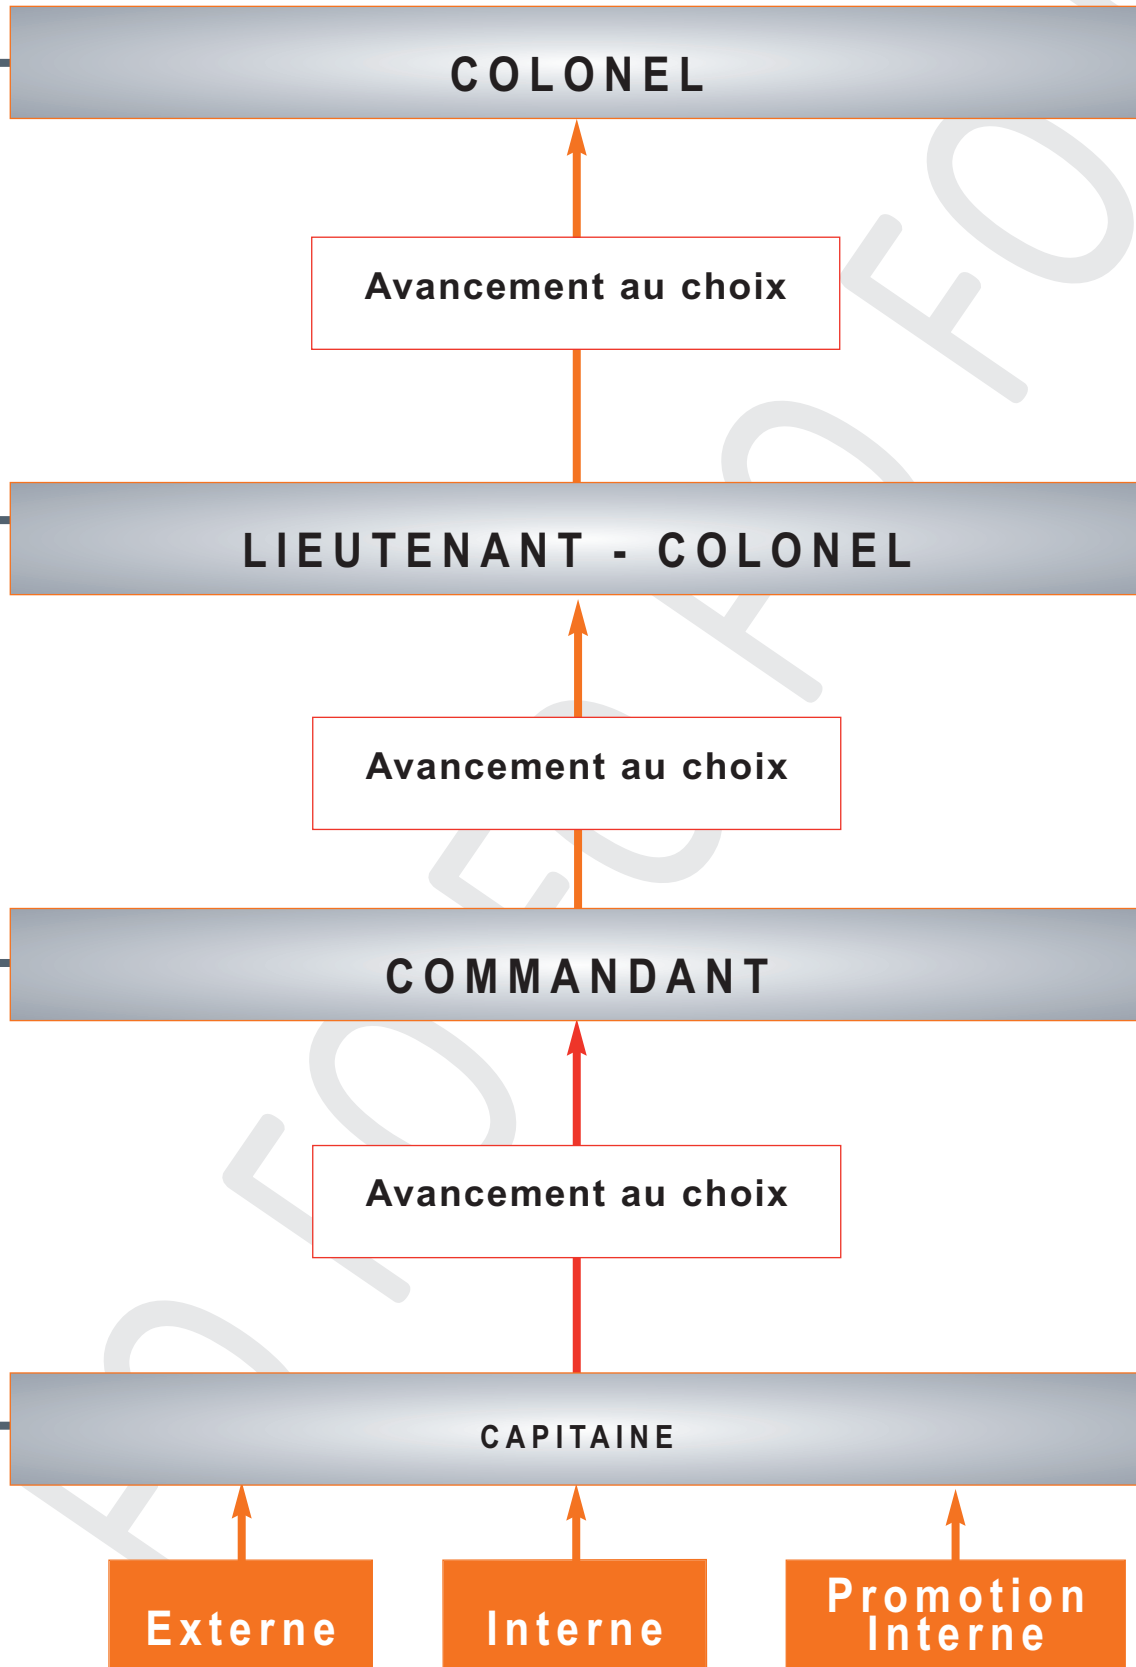 COLONEL
Avancement au choix
LIEUTENANT - COLONEL
Avancement au choix
COMMANDANT
Avancement au choix
CAPITAINE
Externe
Interne
Promotion
Interne